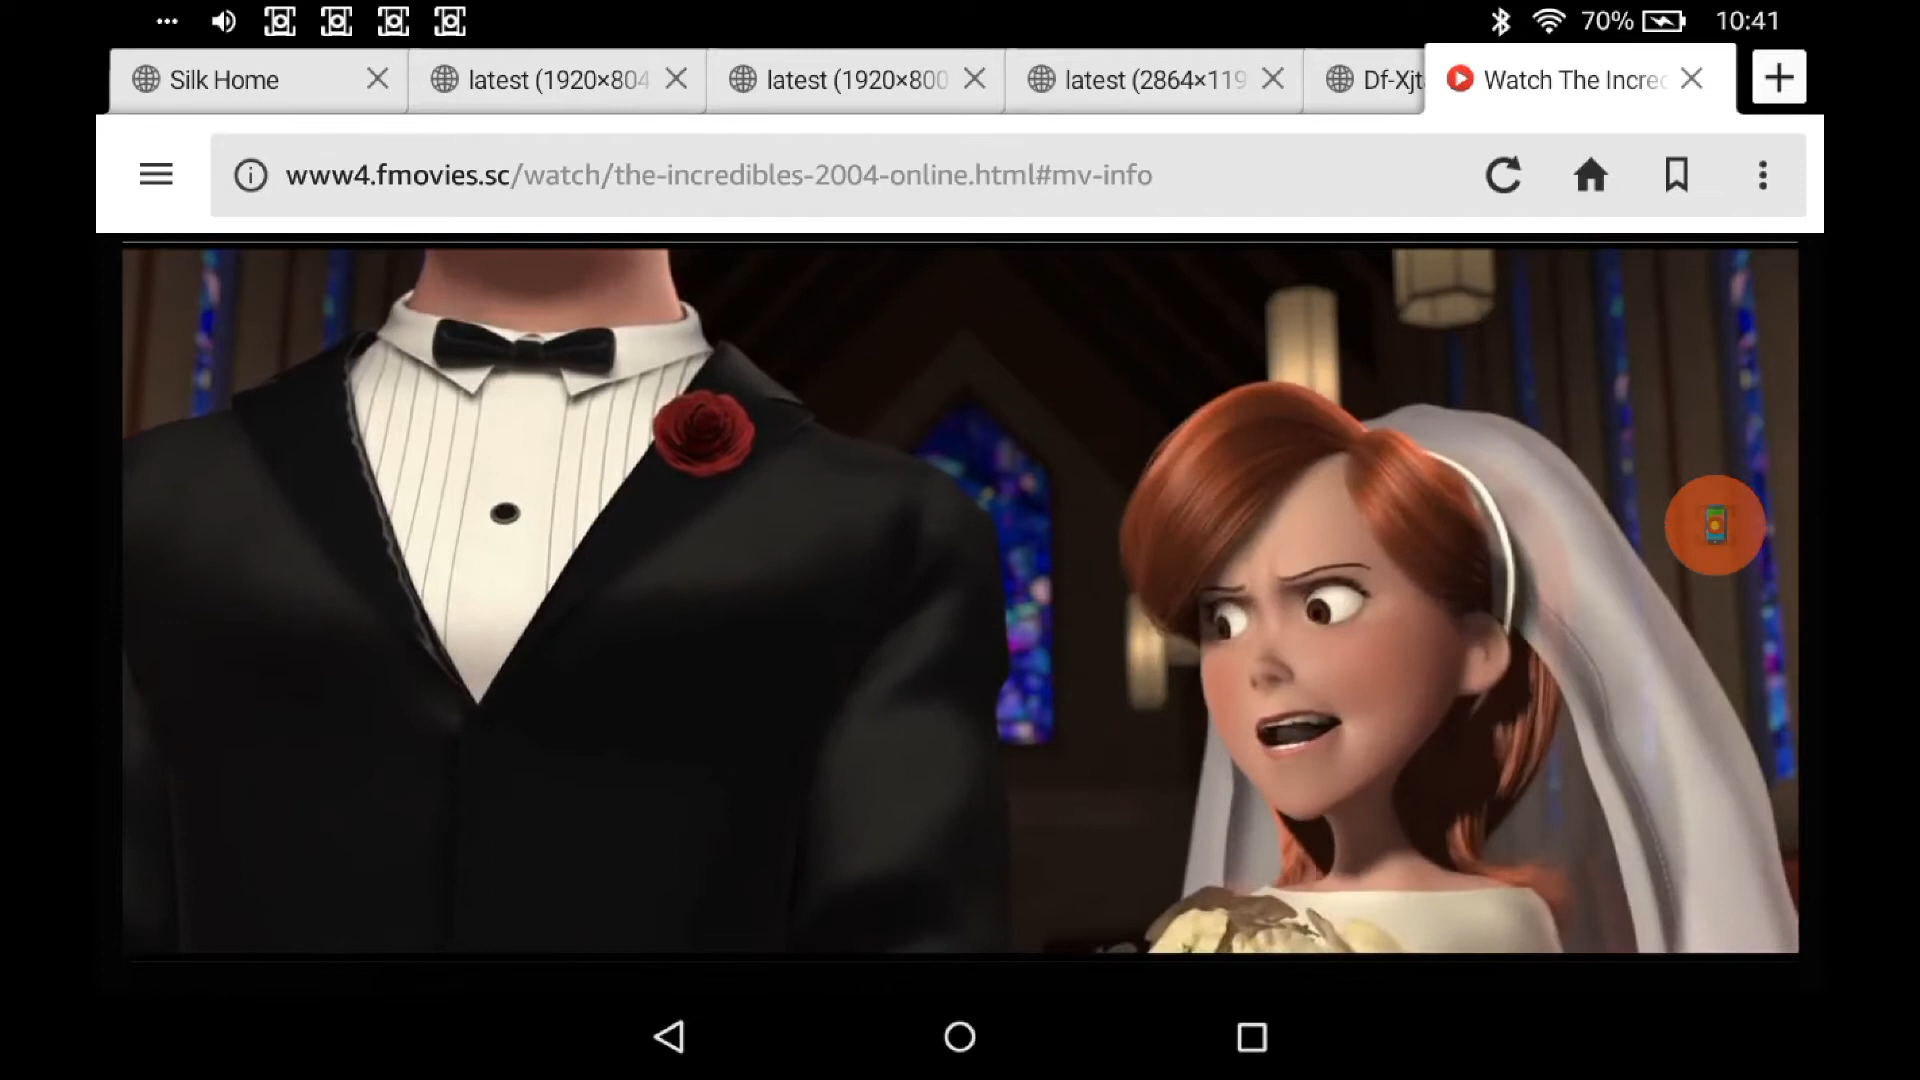 70% 10:41
Silk Home latest (1920×804 latest (1920×800 latest (2864×119 Df-Xjt Watch The Incre
www4.fmovies.sc/watch/the-incredibles-2004-online.html#mv-info